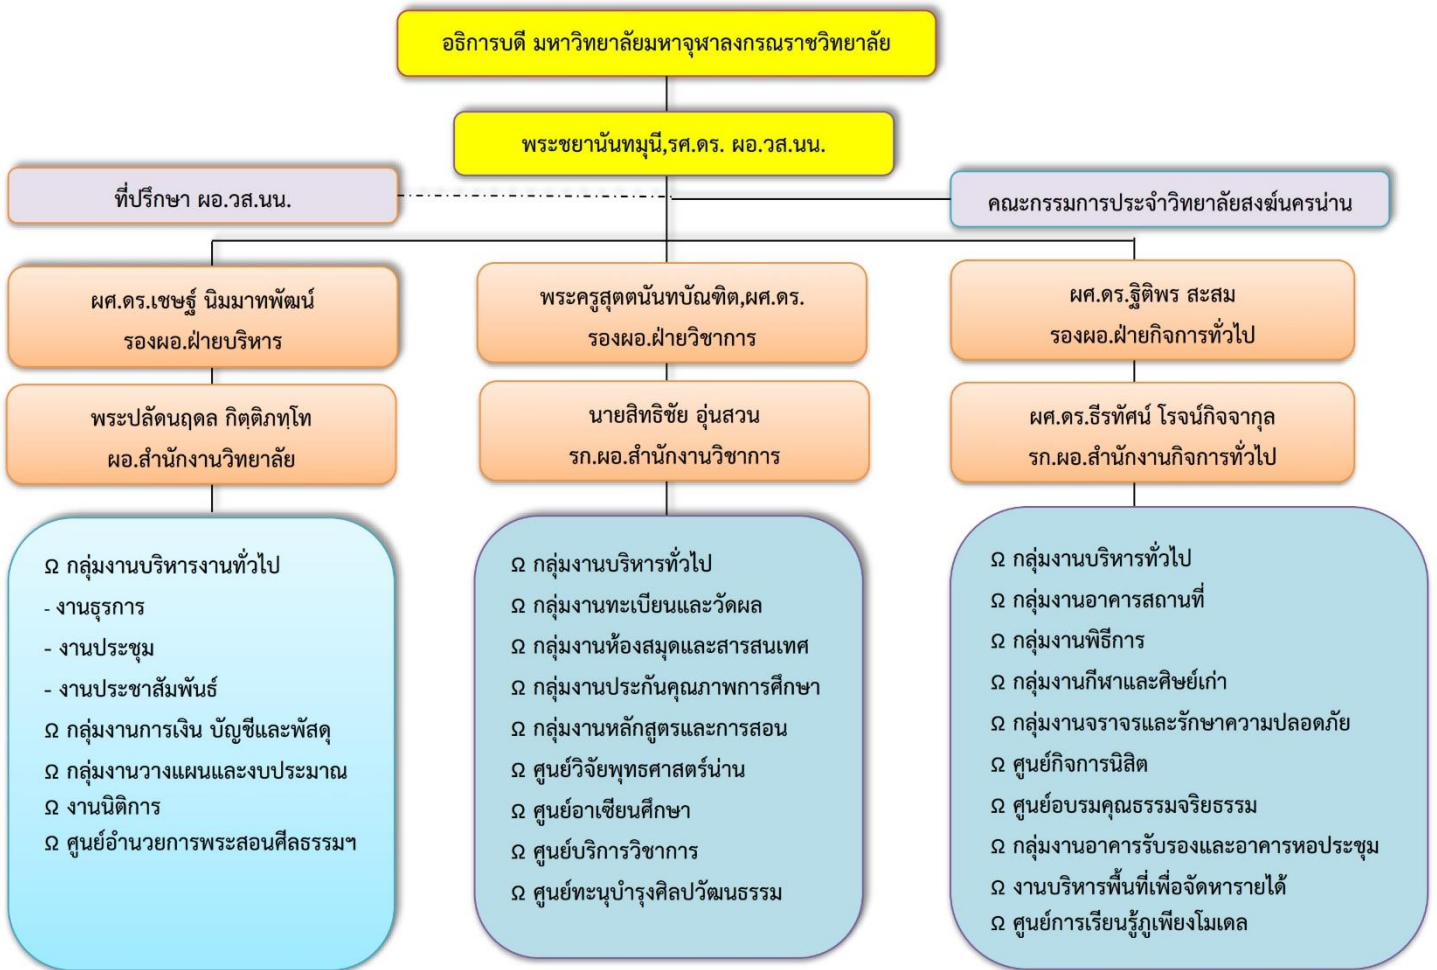 อธิการบดี มหาวิทยาลัยมหาจุฬาลงกรณราชวิทยาลัย
พระชยานันทมุนี,รศ.ดร. ผอ.วส.นน.
ที่ปรึกษา ผอ.วส.นน.
คณะกรรมการประจำวิทยาลัยสงฆ์นครน่าน
ผศ.ดร.เชษฐ์ นิมมาทพัฒน์
รองผอ.ฝ่ายบริหาร
พระครูสุตตนันทบัณฑิต,ผศ.ดร.
รองผอ.ฝ่ายวิชาการ
ผศ.ดร.ฐิติพร สะสม
รองผอ.ฝ่ายกิจการทั่วไป
พระปลัดนฤดล กิตฺติภทฺโท
ผอ.สำนักงานวิทยาลัย
นายสิทธิชัย อุ่นสวน
รก.ผอ.สำนักงานวิชาการ
ผศ.ดร.ธีรทัศน์ โรจน์กิจจากุล
รก.ผอ.สำนักงานกิจการทั่วไป
Ω กลุ่มงานบริหารงานทั่วไป
- งานธุรการ
- งานประชุม
- งานประชาสัมพันธ์
Ω กลุ่มงานการเงิน บัญชีและพัสดุ
Ω กลุ่มงานวางแผนและงบประมาณ
Ω งานนิติการ
Ω ศูนย์อำนวยการพระสอนศีลธรรมฯ
Ω กลุ่มงานบริหารทั่วไป
Ω กลุ่มงานทะเบียนและวัดผล
Ω กลุ่มงานห้องสมุดและสารสนเทศ
Ω กลุ่มงานประกันคุณภาพการศึกษา
Ω กลุ่มงานหลักสูตรและการสอน
Ω ศูนย์วิจัยพุทธศาสตร์น่าน
Ω ศูนย์อาเซียนศึกษา
Ω ศูนย์บริการวิชาการ
Ω ศูนย์ทะนุบำรุงศิลปวัฒนธรรม
Ω กลุ่มงานบริหารทั่วไป
Ω กลุ่มงานอาคารสถานที่
Ω กลุ่มงานพิธีการ
Ω กลุ่มงานกีฬาและศิษย์เก่า
Ω กลุ่มงานจราจรและรักษาความปลอดภัย
Ω ศูนย์กิจการนิสิต
Ω ศูนย์อบรมคุณธรรมจริยธรรม
Ω กลุ่มงานอาคารรับรองและอาคารหอประชุม
Ω งานบริหารพื้นที่เพื่อจัดหารายได้
Ω ศูนย์การเรียนรู้ภูเพียงโมเดล